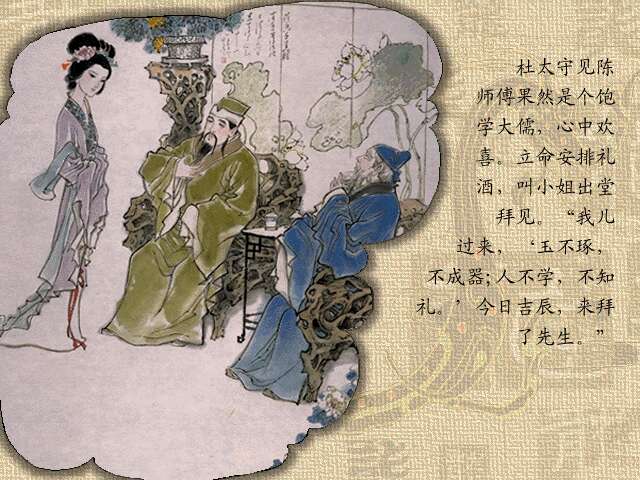 杜太守见陈
师傅果然是个饱
学大儒，心中欢
喜。立命安排礼
酒，叫小姐出堂
拜见。“我儿
过来，‘玉不琢，
不成器；人不学，不知
礼。’今日吉辰，来拜
了先生。”